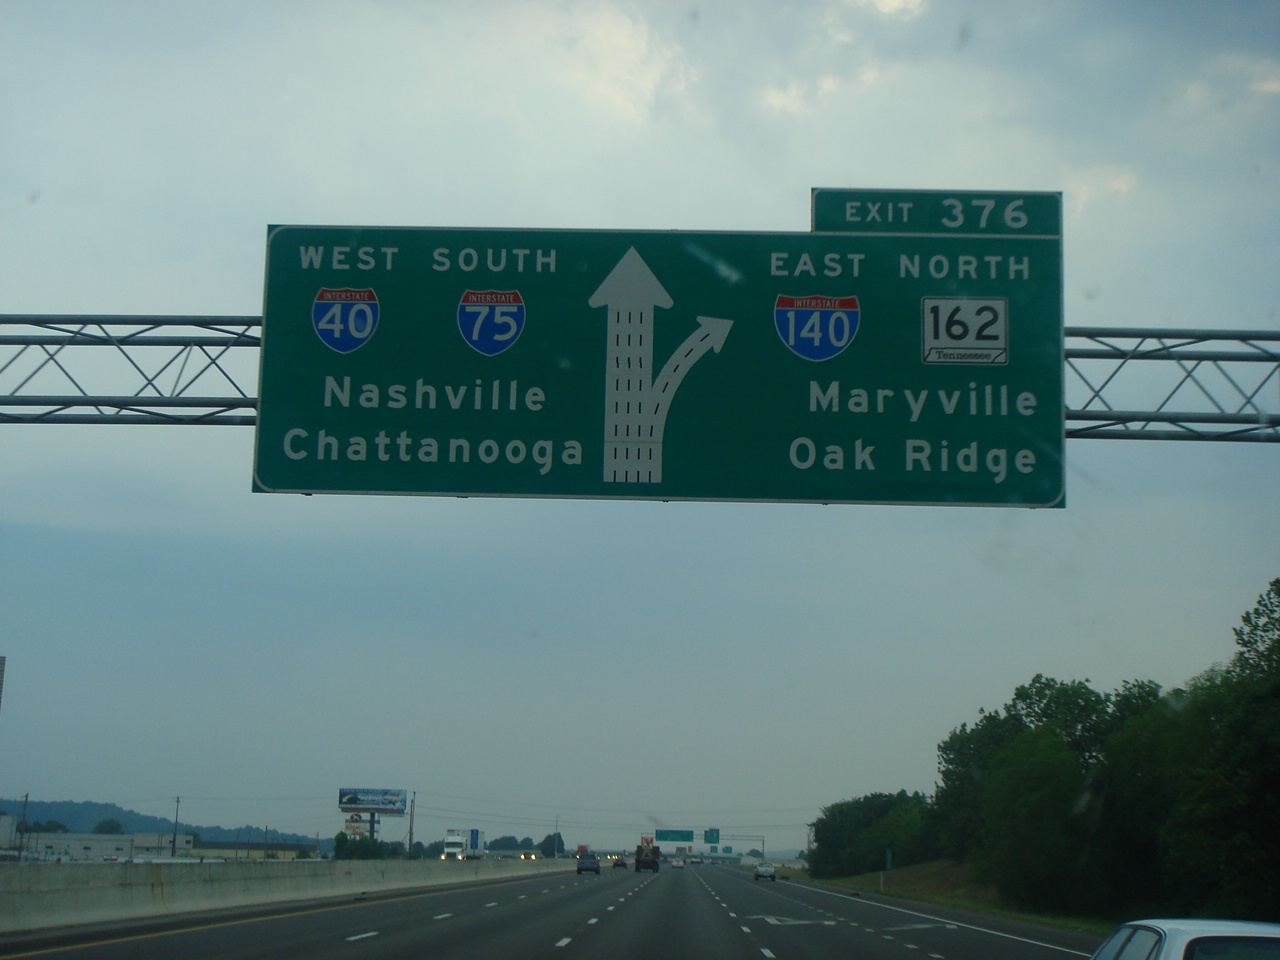 EXIT 376
WEST SOUTH
INTERSTATE 40 INTERSTATE 75
Nashville
Chattanooga
EAST NORTH
INTERSTATE 140 162 Tennessee
Maryville
Oak Ridge